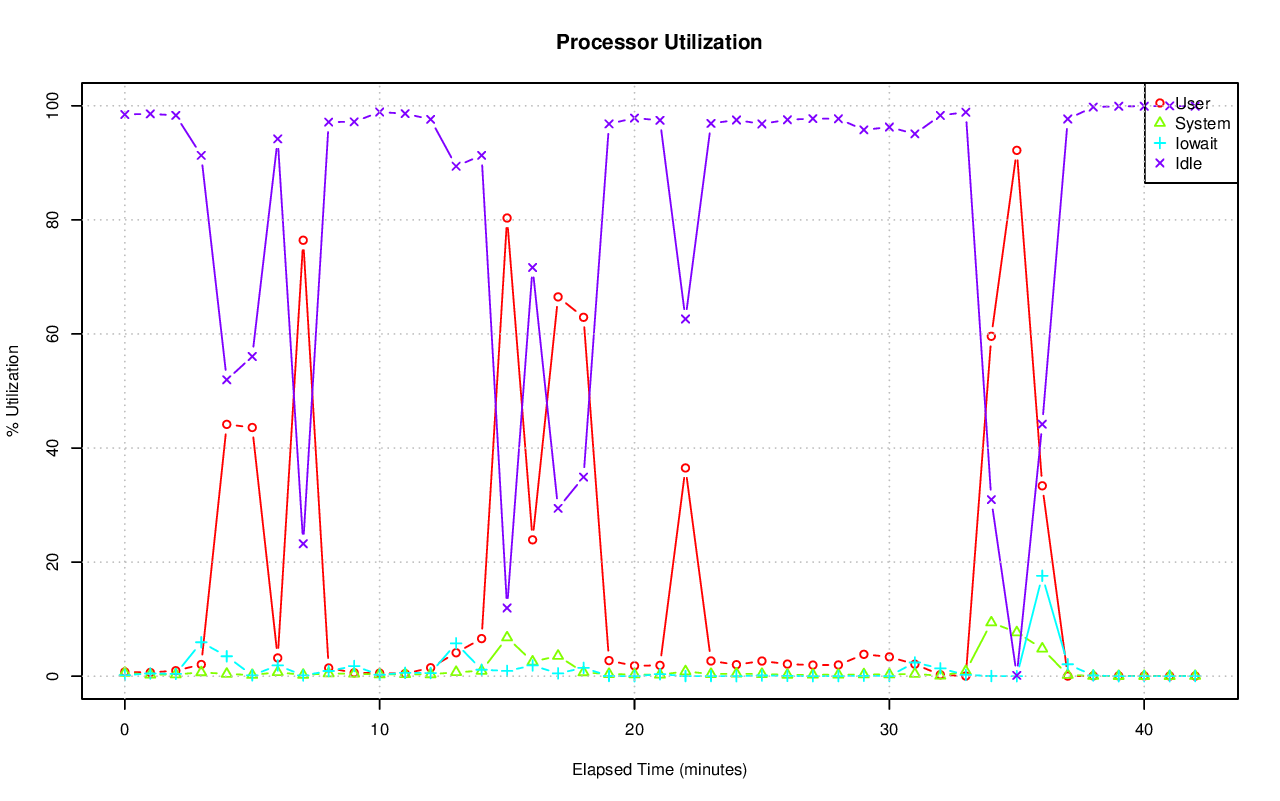 Processor Utilization
% Utilization
100
80
60
40
20
0
User
System
Iowait
Idle
0 10 20 30 40
Elapsed Time (minutes)